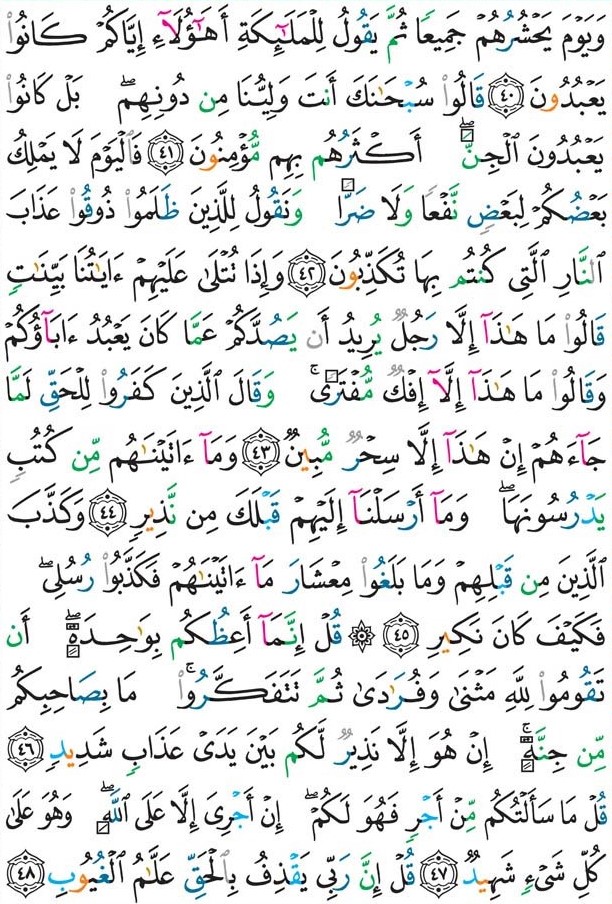 وَيَوْمَ يَحْشُرُهُمْ جَمِيعًا ثُمَّ يَقُولُ لِلْمَلَٰٓئِكَةِ أَهَٰٓؤُلَآءِ إِيَّاكُمْ كَانُوا۟
يَعْبُدُونَ ﴿٤٠﴾ قَالُوا۟ سُبْحَٰنَكَ أَنتَ وَلِيُّنَا مِن دُونِهِم ۖ بَلْ كَانُوا۟
يَعْبُدُونَ ٱلْجِنَّ ۖ أَكْثَرُهُم بِهِم مُّؤْمِنُونَ ﴿٤١﴾ فَٱلْيَوْمَ لَا يَمْلِكُ
بَعْضُكُمْ لِبَعْضٍ نَّفْعًا وَلَا ضَرًّا وَنَقُولُ لِلَّذِينَ ظَلَمُوا۟ ذُوقُوا۟ عَذَابَ
ٱلنَّارِ ٱلَّتِى كُنتُم بِهَا تُكَذِّبُونَ ﴿٤٢﴾ وَإِذَا تُتْلَىٰ عَلَيْهِمْ ءَايَٰتُنَا بَيِّنَٰتٍ
قَالُوا۟ مَا هَٰذَآ إِلَّا رَجُلٌ يُرِيدُ أَن يَصُدَّكُمْ عَمَّا كَانَ يَعْبُدُ ءَابَآؤُكُمْ
وَقَالُوا۟ مَا هَٰذَآ إِلَّآ إِفْكٌ مُّفْتَرًى ۚ وَقَالَ ٱلَّذِينَ كَفَرُوا۟ لِلْحَقِّ لَمَّا
جَآءَهُمْ إِنْ هَٰذَآ إِلَّا سِحْرٌ مُّبِينٌ ﴿٤٣﴾ وَمَآ ءَاتَيْنَٰهُم مِّن كُتُبٍ
يَدْرُسُونَهَا ۖ وَمَآ أَرْسَلْنَآ إِلَيْهِمْ قَبْلَكَ مِن نَّذِيرٍ ﴿٤٤﴾ وَكَذَّبَ
ٱلَّذِينَ مِن قَبْلِهِمْ وَمَا بَلَغُوا۟ مِعْشَارَ مَآ ءَاتَيْنَٰهُمْ فَكَذَّبُوا۟ رُسُلِى ۖ
فَكَيْفَ كَانَ نَكِيرِ ﴿٤٥﴾ ۞ قُلْ إِنَّمَآ أَعِظُكُم بِوَٰحِدَةٍ ۖ أَن
تَقُومُوا۟ لِلَّهِ مَثْنَىٰ وَفُرَٰدَىٰ ثُمَّ تَتَفَكَّرُوا۟ ۚ مَا بِصَاحِبِكُم
مِّن جِنَّةٍ ۚ إِنْ هُوَ إِلَّا نَذِيرٌ لَّكُم بَيْنَ يَدَىْ عَذَابٍ شَدِيدٍ ﴿٤٦﴾
قُلْ مَا سَأَلْتُكُم مِّنْ أَجْرٍ فَهُوَ لَكُمْ ۖ إِنْ أَجْرِىَ إِلَّا عَلَى ٱللَّهِ ۖ وَهُوَ عَلَىٰ
كُلِّ شَىْءٍ شَهِيدٌ ﴿٤٧﴾ قُلْ إِنَّ رَبِّى يَقْذِفُ بِٱلْحَقِّ عَلَّٰمُ ٱلْغُيُوبِ ﴿٤٨﴾